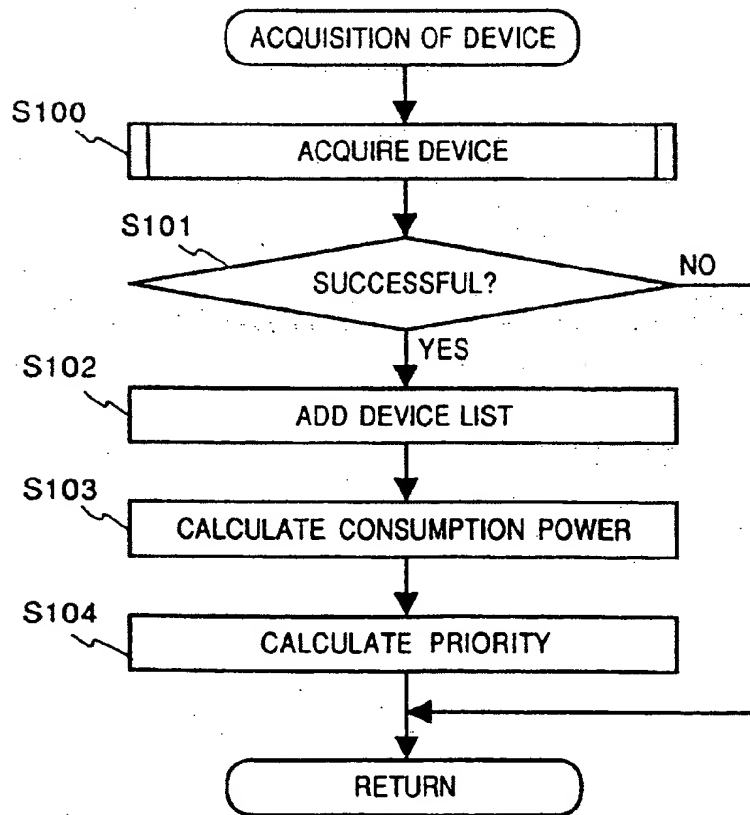 ACQUISITION OF DEVICE
S100
ACQUIRE DEVICE
S101
SUCCESSFUL?
NO
YES
S102
ADD DEVICE LIST
S103
CALCULATE CONSUMPTION POWER
S104
CALCULATE PRIORITY
RETURN